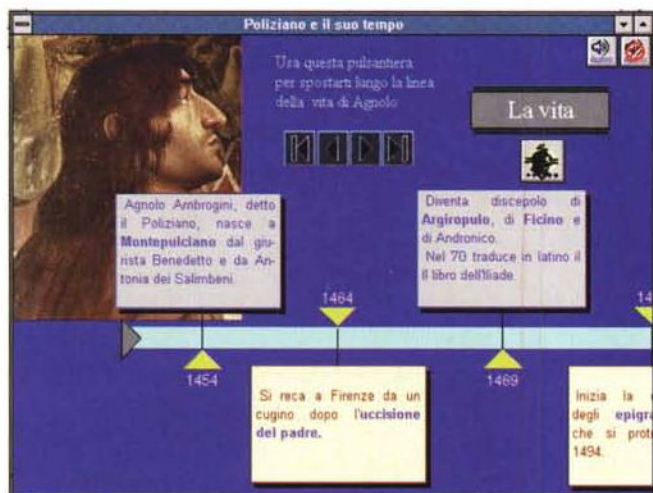 Poliziano e il suo tempo
Usa questa pulsantiera
per spostarti lungo la linea
della vita di Agnolo
La vita
Agnolo Ambrogini, detto
il Poliziano, nasce a
Montepulciano dal giu-
rista Benedetto e da An-
tonia dei Salimbeni.
Diventa discepolo di
Argiropulo, di Ficino e
di Andronico.
Nel 70 traduce in latino il
II libro dell'Iliade.
1464
14
1454
1469
Si reca a Firenze da un
cugino dopo l'uccisione
del padre.
Inizia la
degli epigra
che si prot
1494.